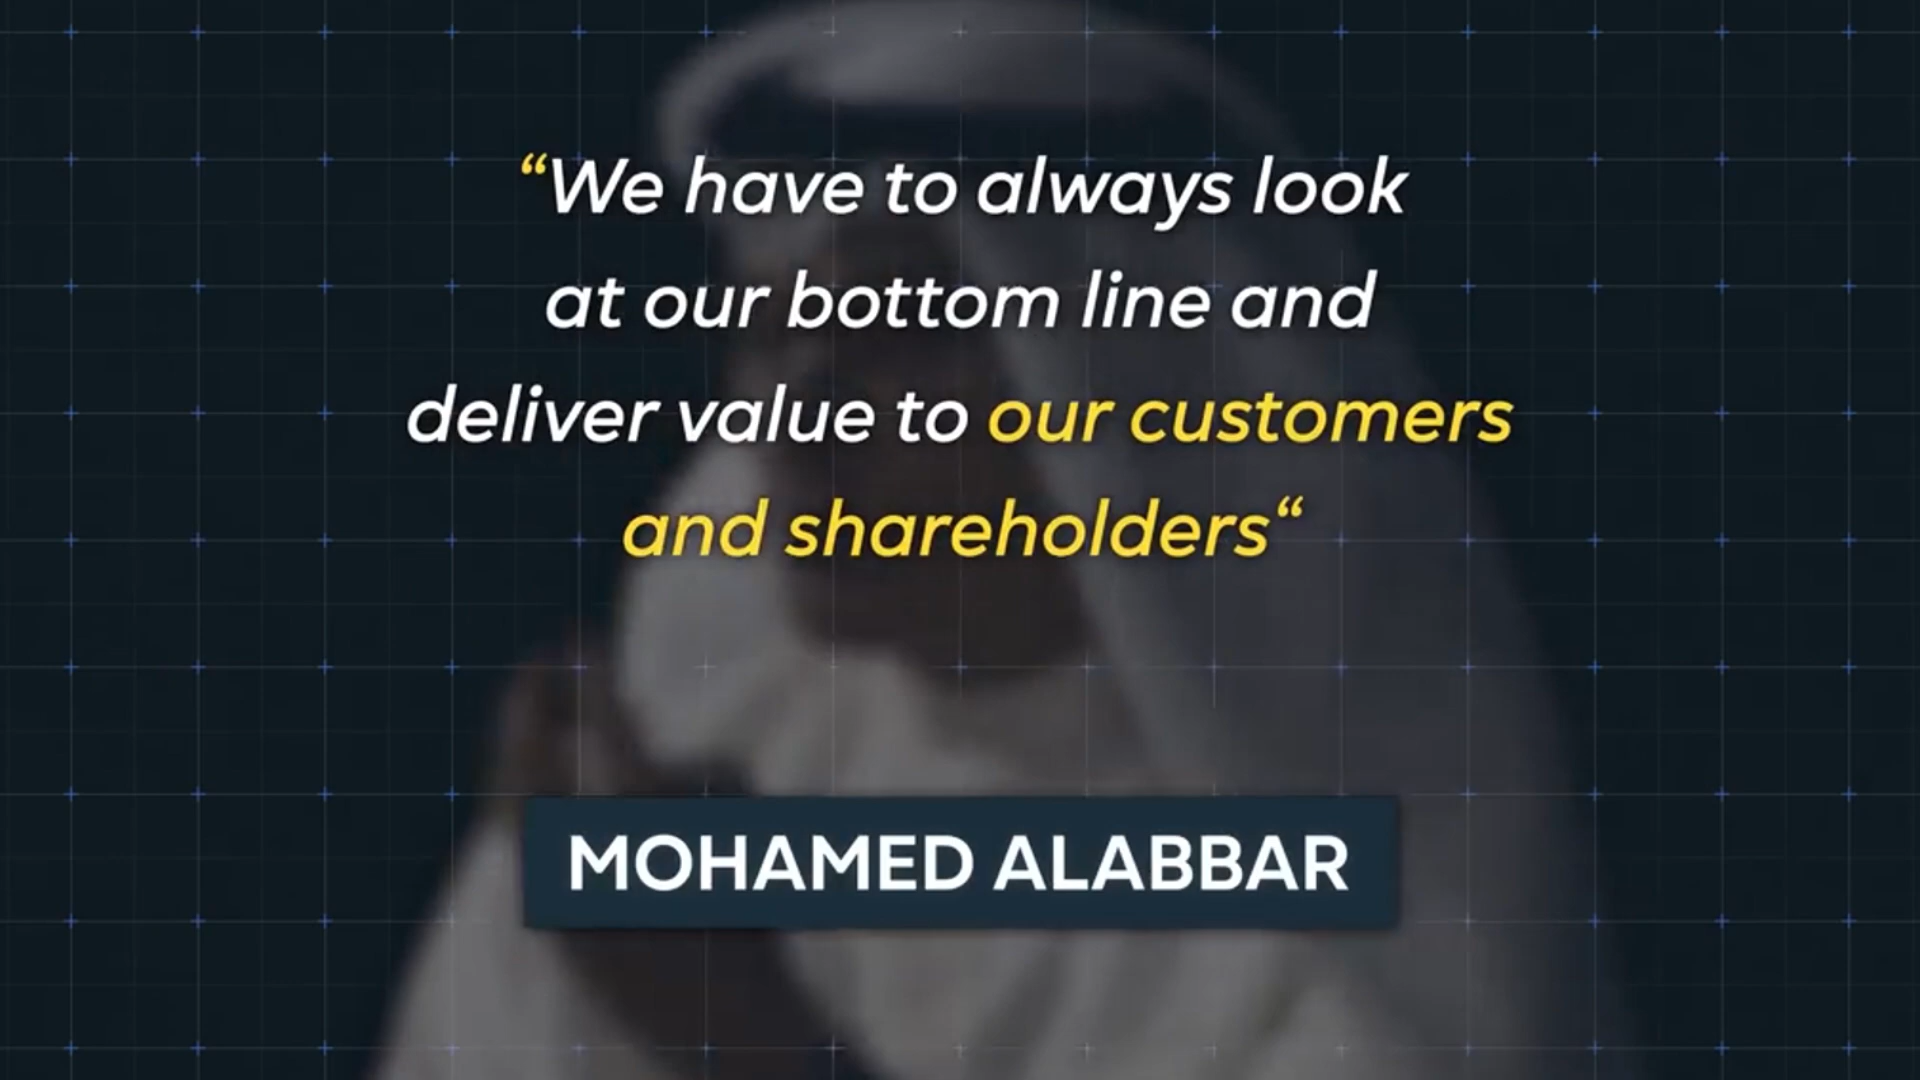 “We have to always look
at our bottom line and
deliver value to our customers
and shareholders“
MOHAMED ALABBAR